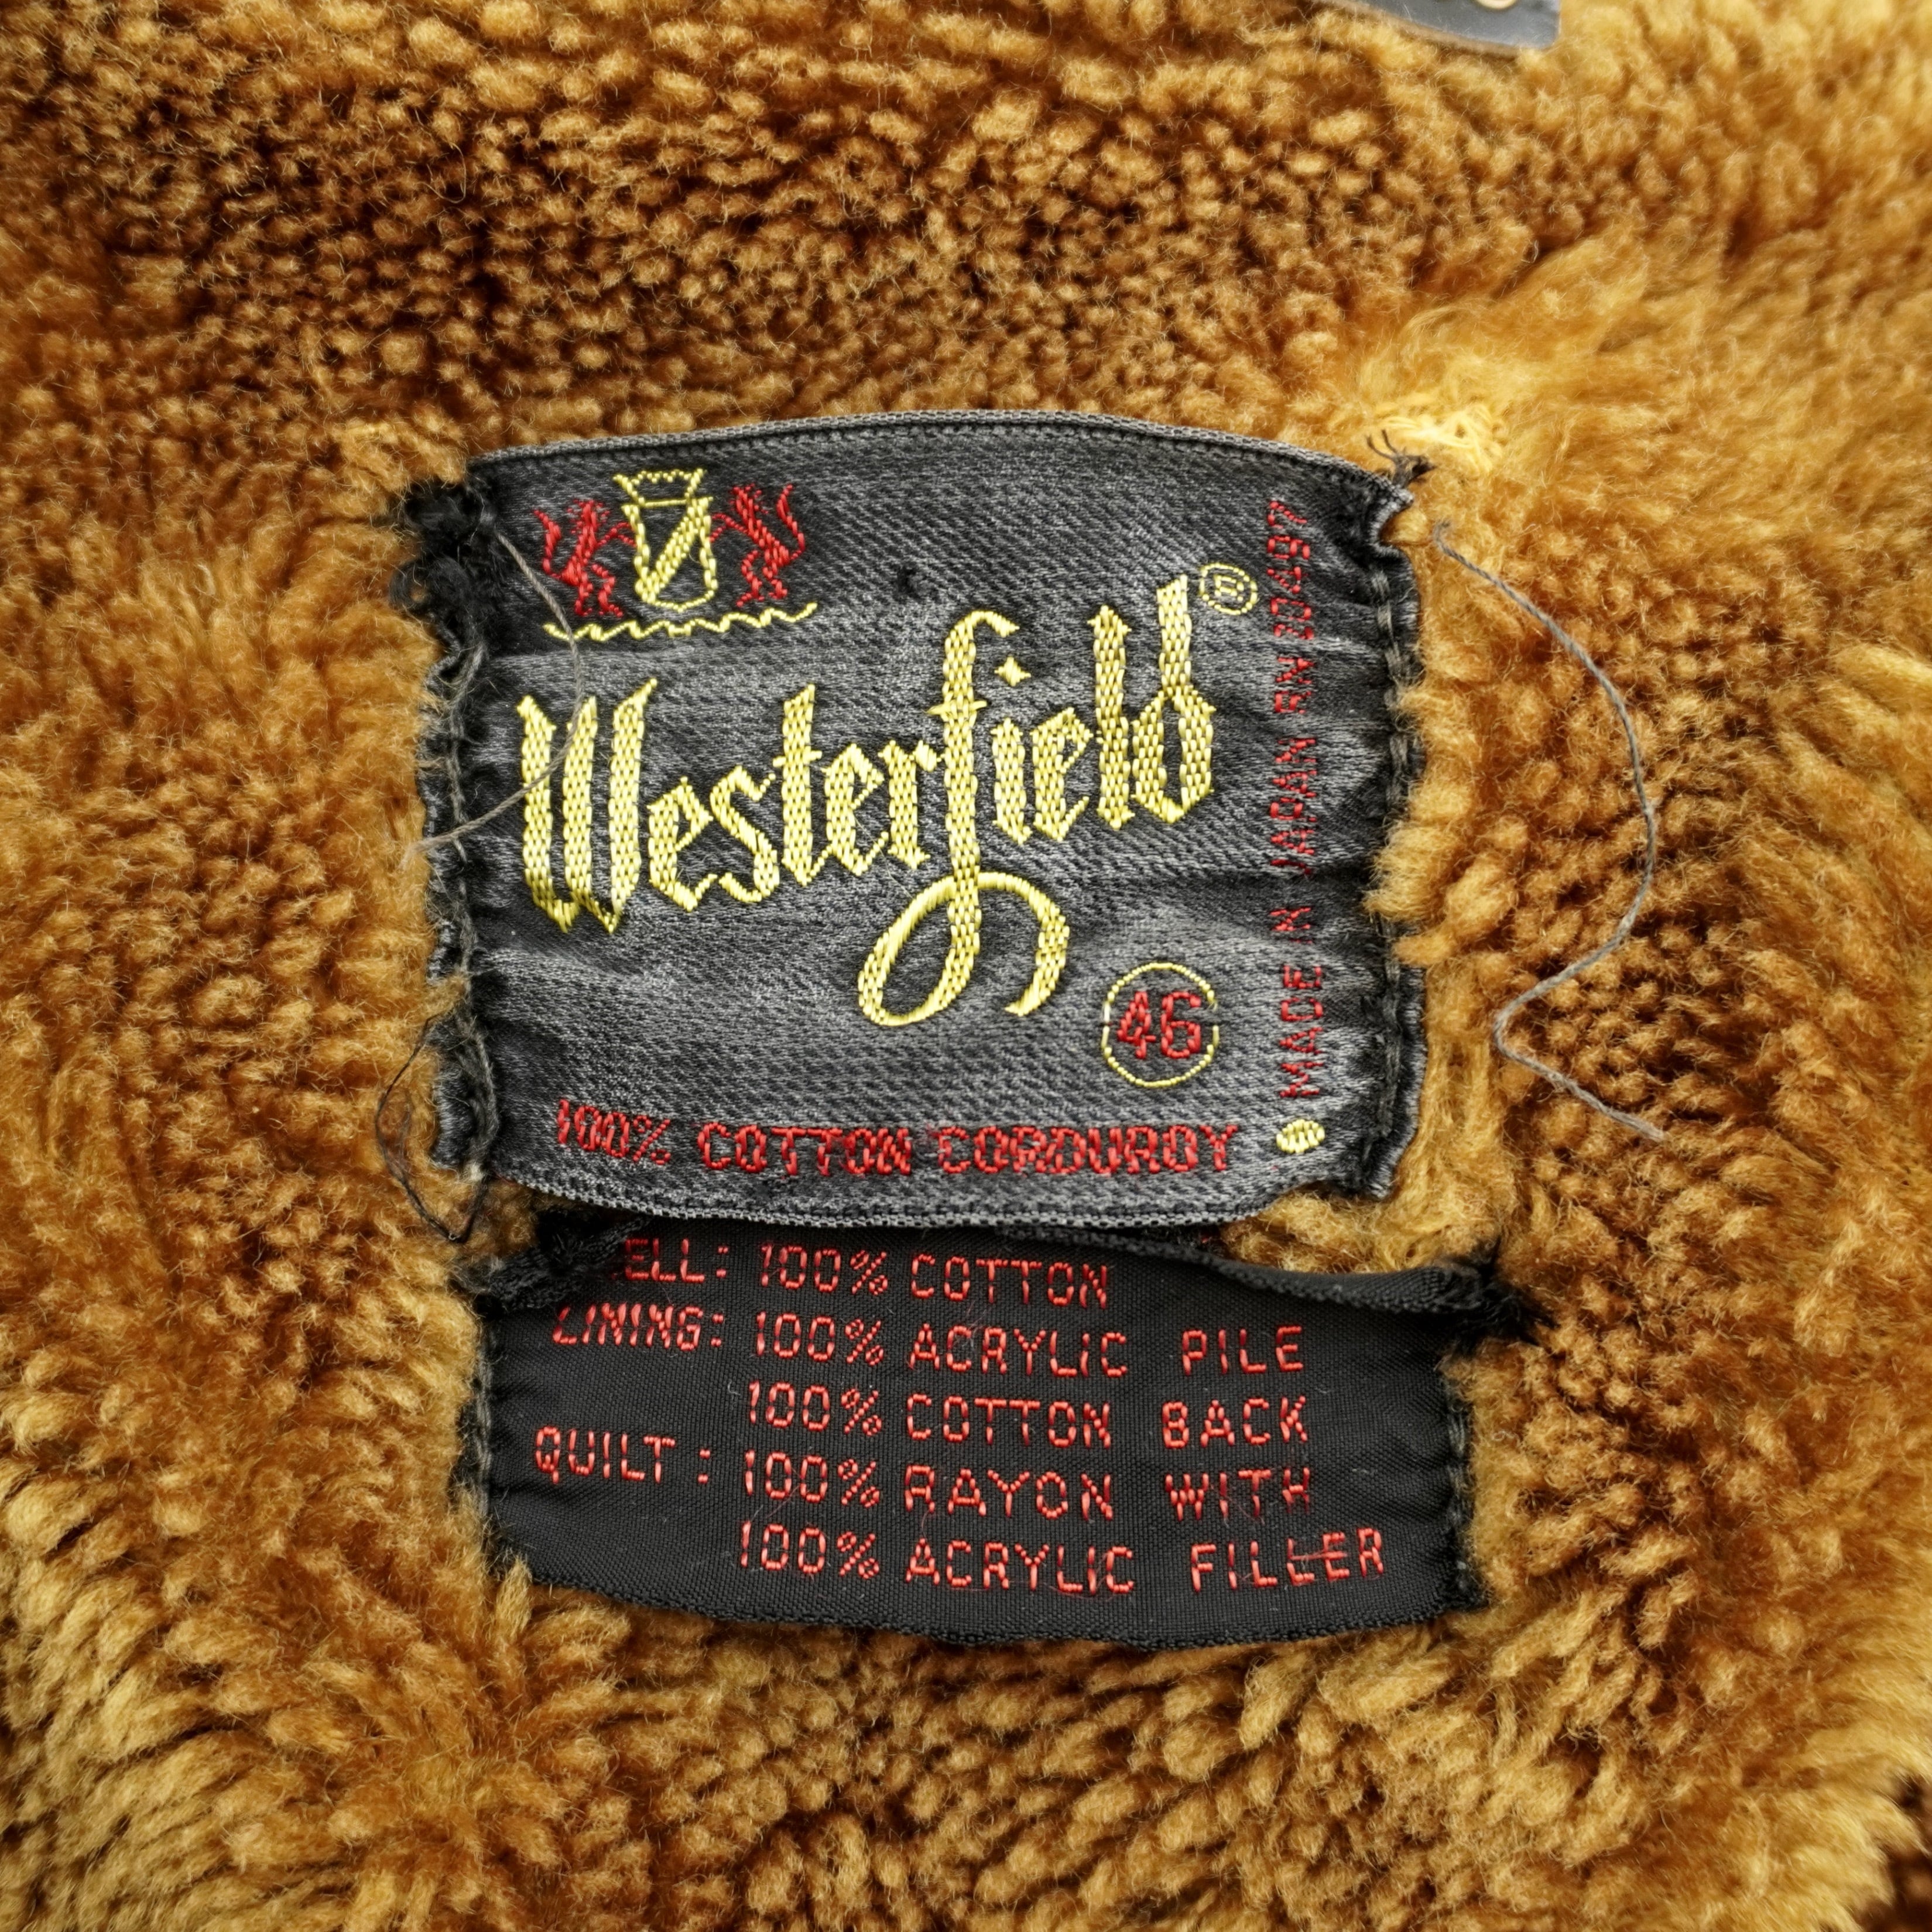 Westerfield®
46
100% COTTON CORDUROY
MADE IN JAPAN RN
ELL: 100% COTTON
LINING: 100% ACRYLIC PILE
100% COTTON BACK
QUILT: 100% RAYON WITH
100% ACRYLIC FILLER